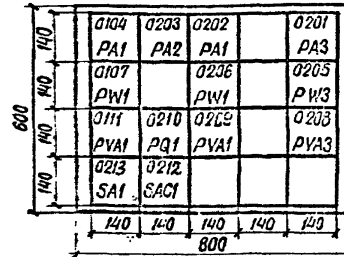 0104 0203 0202 0201
PA1 PA2 PA1 PA3
0107 0206 0205
PW1 PW1 PW3
0111 0210 0209 0208
PVA1 PQ1 PVA1 PVA3
0213 0212
SA1 SAC1
140
140
140
140
600
140 140 140 140 140
800